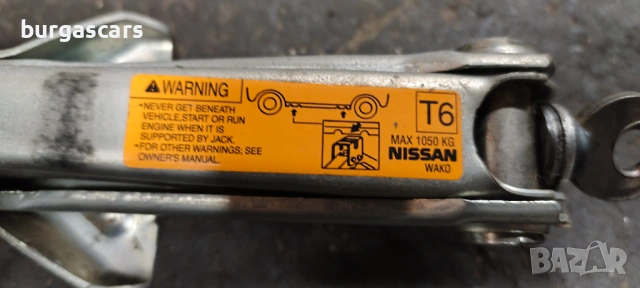 burgascars
WARNING
•NEVER GET BENEATH
VEHICLE,START OR RUN
ENGINE WHEN IT IS
SUPPORTED BY JACK.
•FOR OTHER WARNINGS, SEE
OWNER'S MANUAL.
T6
MAX 1050 KG
NISSAN
WAKO
BAZAR